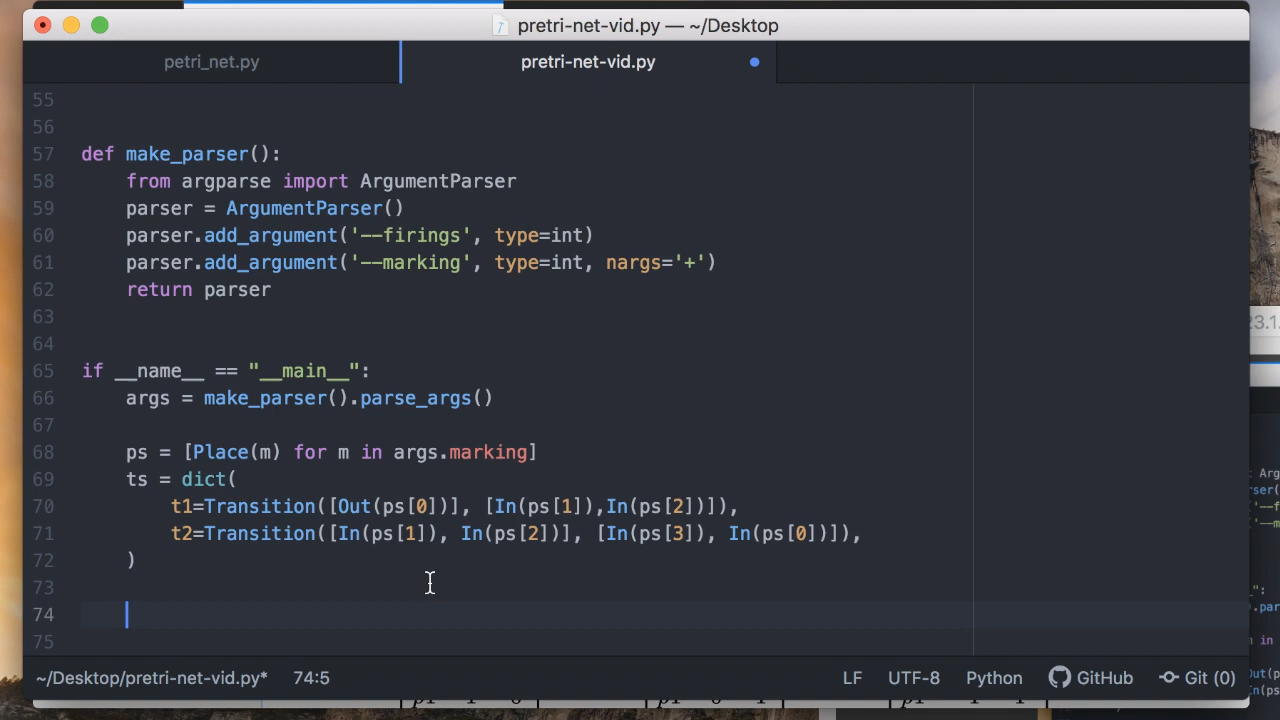 pretri-net-vid.py — ~/Desktop
petri_net.py
pretri-net-vid.py
55
56
57 def make_parser():
58 from argparse import ArgumentParser
59 parser = ArgumentParser()
60 parser.add_argument('--firings', type=int)
61 parser.add_argument('--marking', type=int, nargs='+')
62 return parser
63
64
65 if __name__ == "__main__":
66 args = make_parser().parse_args()
67
68 ps = [Place(m) for m in args.marking]
69 ts = dict(
70 t1=Transition([Out(ps[0])], [In(ps[1]),In(ps[2])]),
71 t2=Transition([In(ps[1]), In(ps[2])], [In(ps[3]), In(ps[0])]),
72 )
73
74
75
~/Desktop/pretri-net-vid.py* 74:5 LF UTF-8 Python GitHub Git (0)